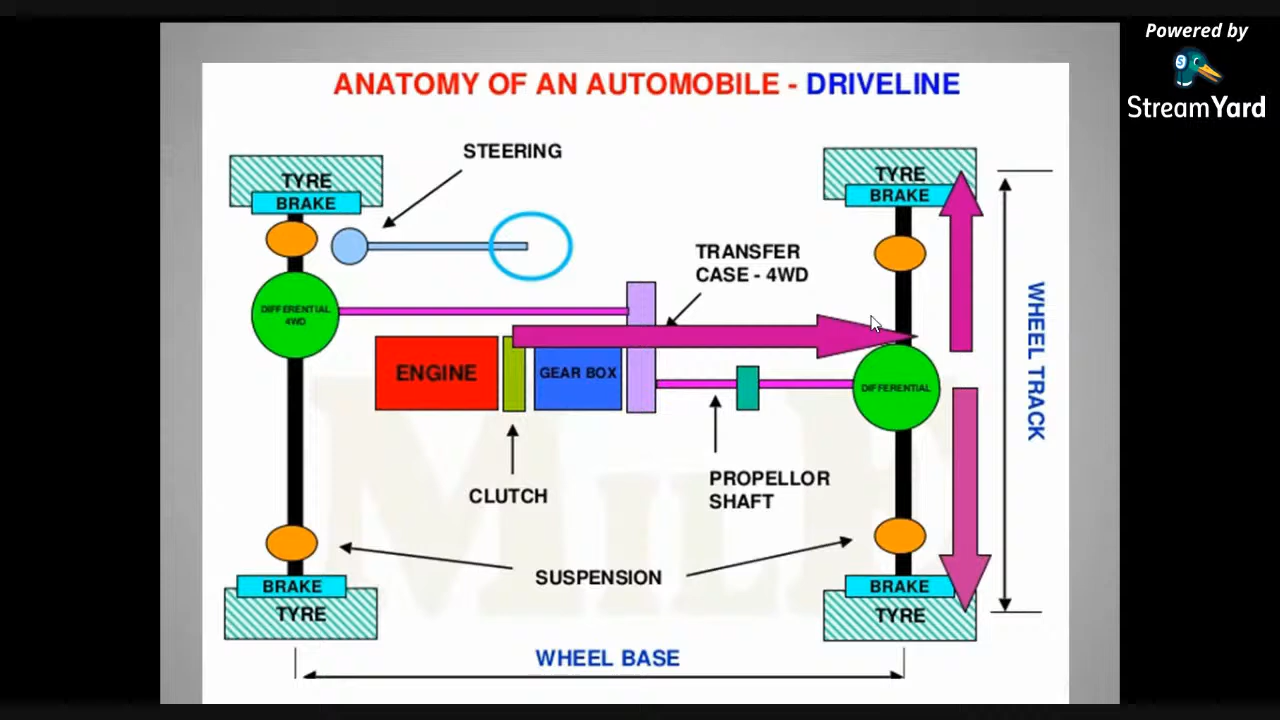 Powered by
StreamYard
ANATOMY OF AN AUTOMOBILE - DRIVELINE
STEERING
TYRE
BRAKE
TYRE
BRAKE
TRANSFER
CASE - 4WD
DIFFERENTIAL
4WD
ENGINE
GEAR BOX
DIFFERENTIAL
WHEEL TRACK
CLUTCH
PROPELLOR
SHAFT
SUSPENSION
BRAKE
TYRE
BRAKE
TYRE
WHEEL BASE
MILE